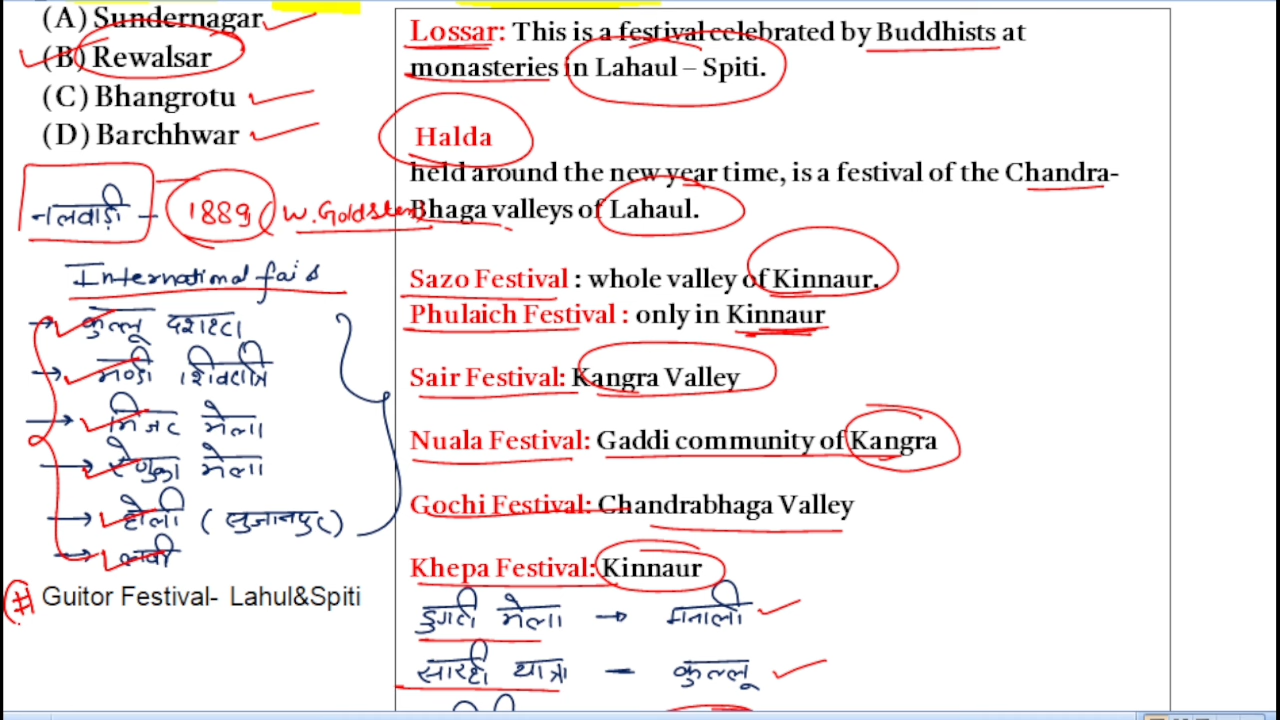 (A) Sundernagar
(B) Rewalsar
(C) Bhangrotu
(D) Barchhwar
नलवाड़ी – 1889 ( W. Goldstein)
International fairs
→ कुल्लू दशहरा
→ मण्डी शिवरात्रि
→ मिंजर मेला
→ रेणुका मेला
→ होली (सुजानपुर)
→ लवी
# Guitor Festival- Lahul&Spiti
Lossar: This is a festival celebrated by Buddhists at
monasteries in Lahaul – Spiti.
Halda
held around the new year time, is a festival of the Chandra-
Bhaga valleys of Lahaul.
Sazo Festival : whole valley of Kinnaur.
Phulaich Festival : only in Kinnaur
Sair Festival: Kangra Valley
Nuala Festival: Gaddi community of Kangra
Gochi Festival: Chandrabhaga Valley
Khepa Festival: Kinnaur
डुंगरी मेला → मनाली
सारही यात्रा – कुल्लू